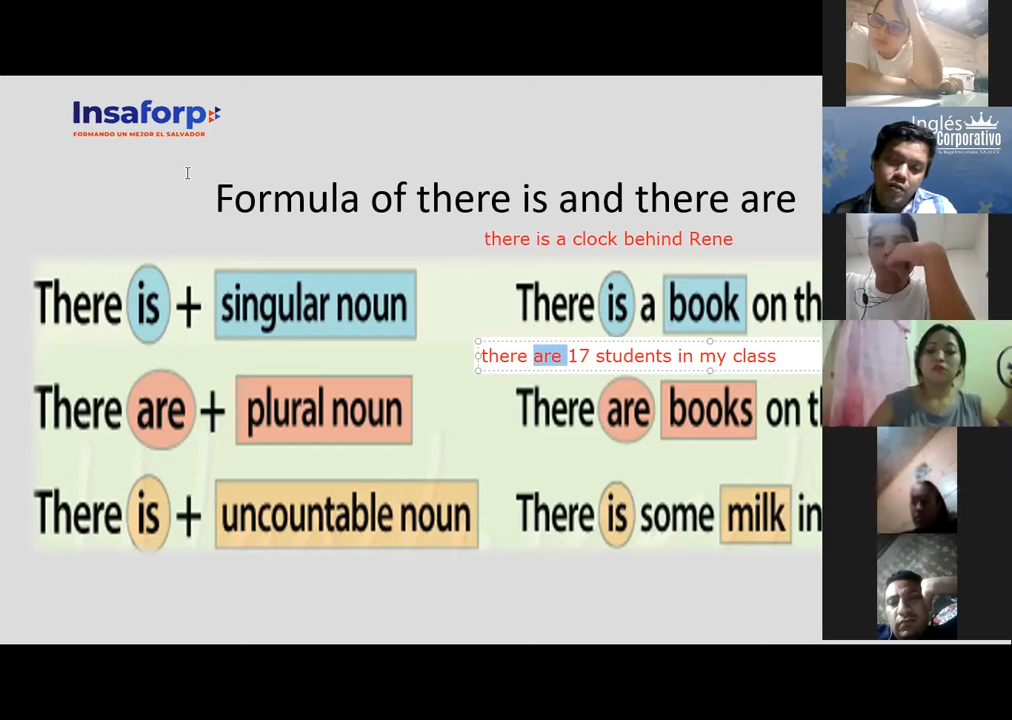 Insaforp
FORMANDO UN MEJOR EL SALVADOR
Formula of there is and there are
there is a clock behind Rene
There is + singular noun
There is a book on th
there are 17 students in my class
There are + plural noun
There are books on t
There is + uncountable noun
There is some milk in
Inglés
Corporativo